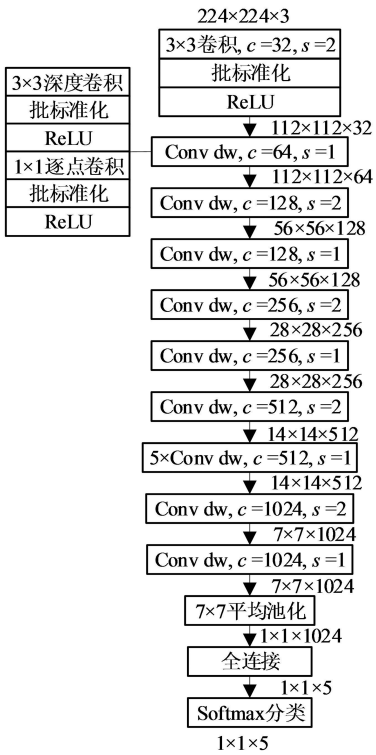 224×224×3
3×3卷积, c =32, s =2
批标准化
ReLU
3×3深度卷积
批标准化
ReLU
1×1逐点卷积
批标准化
ReLU
112×112×32
Conv dw, c =64, s =1
112×112×64
Conv dw, c =128, s =2
56×56×128
Conv dw, c =128, s =1
56×56×128
Conv dw, c =256, s =2
28×28×256
Conv dw, c =256, s =1
28×28×256
Conv dw, c =512, s =2
14×14×512
5×Conv dw, c =512, s =1
14×14×512
Conv dw, c =1024, s =2
7×7×1024
Conv dw, c =1024, s =1
7×7×1024
7×7平均池化
1×1×1024
全连接
1×1×5
Softmax分类
1×1×5